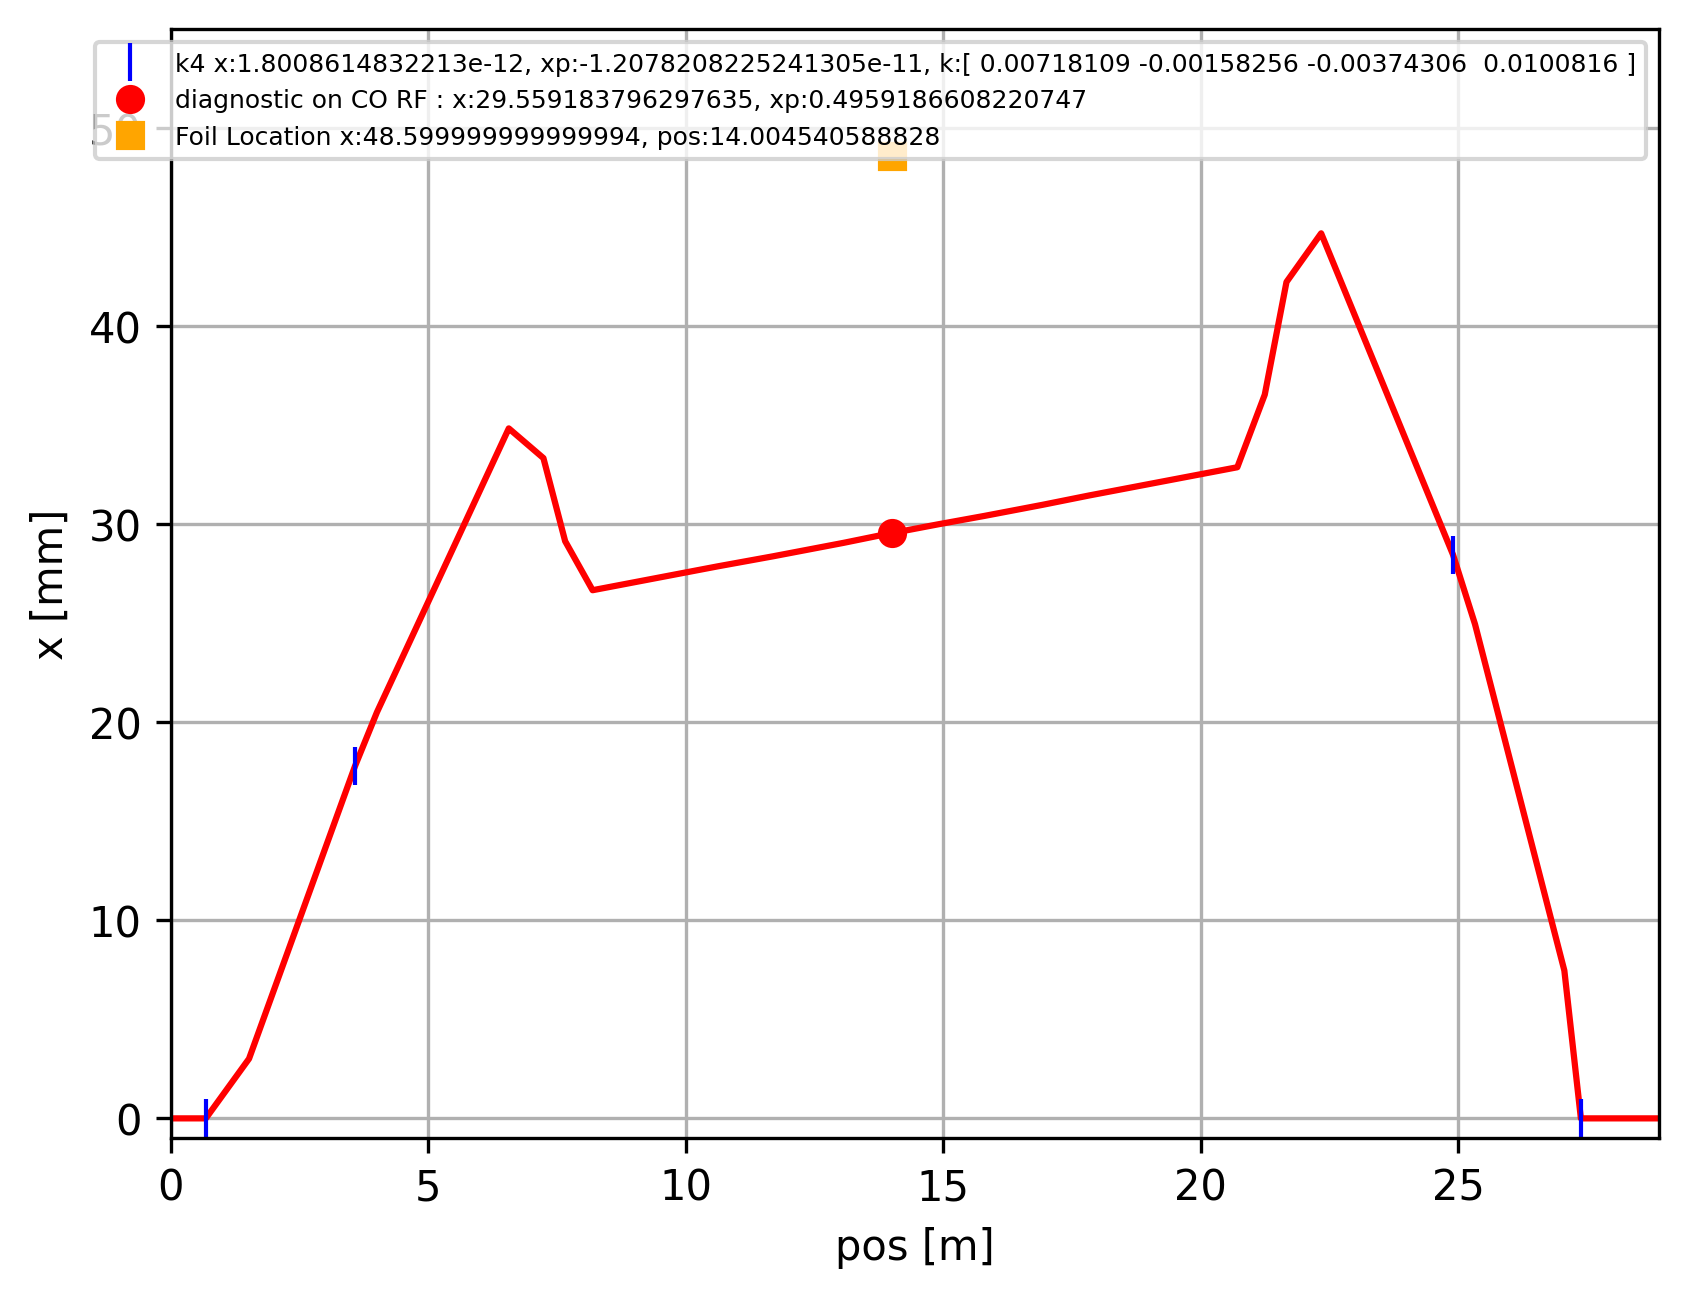 k4 x:1.8008614832213e-12, xp:-1.2078208225241305e-11, k:[ 0.00718109 -0.00158256 -0.00374306  0.0100816 ]
diagnostic on CO RF : x:29.559183796297635, xp:0.4959186608220747
Foil Location x:48.599999999999994, pos:14.004540588828
50
40
30
20
10
0
x [mm]
0 5 10 15 20 25
pos [m]